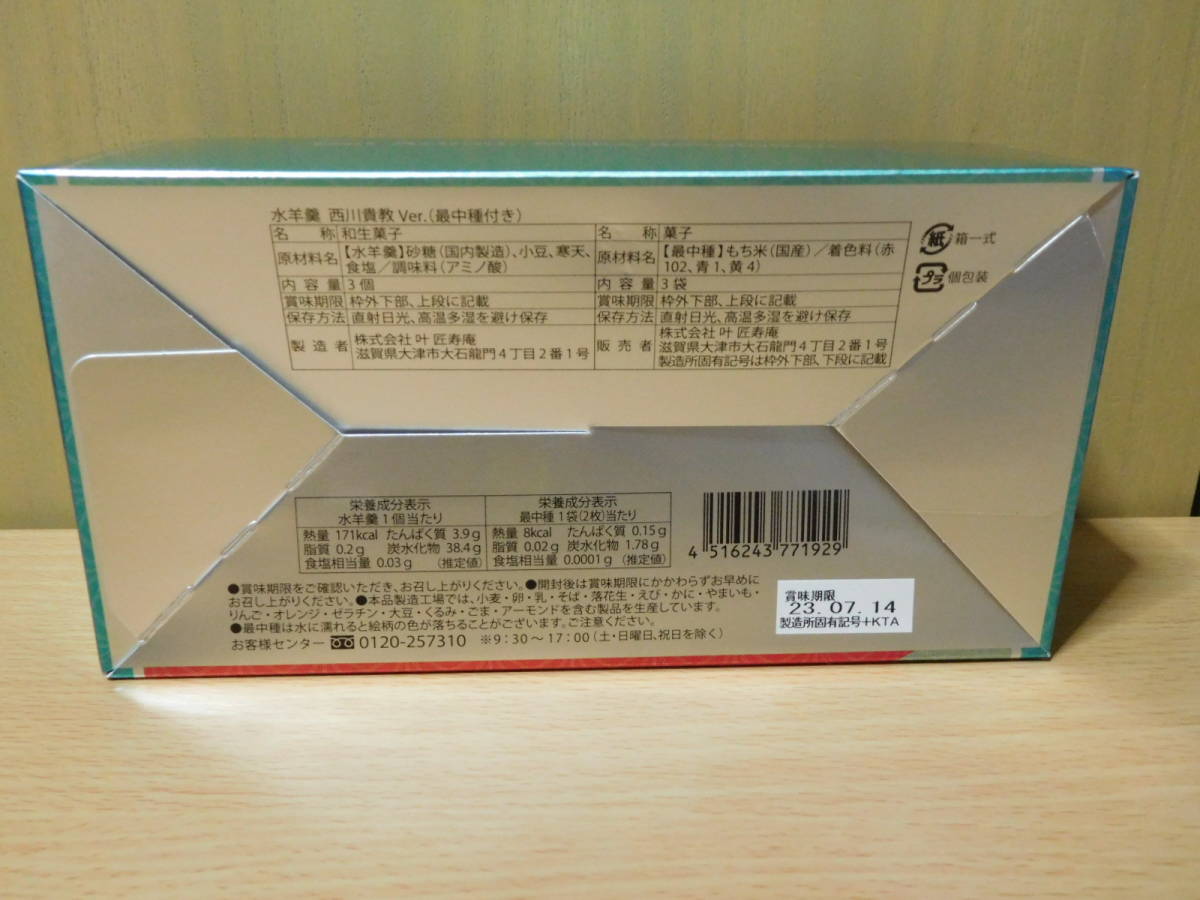 水羊羹 西川貴教 Ver.（最中種付き）
名称 和生菓子
原材料名 【水羊羹】砂糖（国内製造）、小豆、寒天、
食塩／調味料（アミノ酸）
内容量 3個
賞味期限 枠外下部、上段に記載
保存方法 直射日光、高温多湿を避け保存
製造者 株式会社 叶 匠寿庵
滋賀県大津市大石龍門4丁目2番1号
名称 菓子
原材料名 【最中種】もち米（国産）／着色料（赤
102、青1、黄4）
内容量 3袋
賞味期限 枠外下部、上段に記載
保存方法 直射日光、高温多湿を避け保存
販売者 株式会社 叶 匠寿庵
滋賀県大津市大石龍門4丁目2番1号
製造所固有記号は枠外下部、下段に記載
紙 箱一式
プラ 個包装
栄養成分表示
水羊羹1個当たり
熱量 171kcal たんぱく質 3.9g
脂質 0.2g 炭水化物 38.4g
食塩相当量 0.03g （推定値）
栄養成分表示
最中種1袋(2枚)当たり
熱量 8kcal たんぱく質 0.15g
脂質 0.02g 炭水化物 1.78g
食塩相当量 0.0001g （推定値）
4 516243 771929
●賞味期限をご確認いただき、お召し上がりください。●開封後は賞味期限にかかわらずお早めに
お召し上がりください。●本品製造工場では、小麦・卵・乳・そば・落花生・えび・かに・やまいも・
りんご・オレンジ・ゼラチン・大豆・くるみ・ごま・アーモンドを含む製品を生産しています。
●最中種は水に濡れると絵柄の色が落ちることがございます。ご注意ください。
お客様センター 0120-257310 ※9:30～17:00（土・日曜日、祝日を除く）
賞味期限
23.07.14
製造所固有記号+KTA